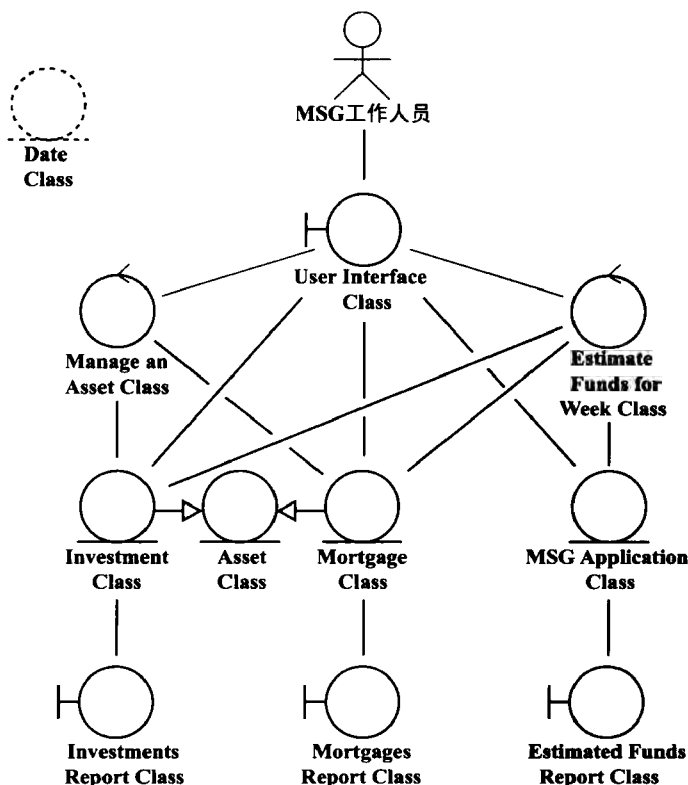 MSG工作人员
Date
Class
User Interface
Class
Manage an
Asset Class
Estimate
Funds for
Week Class
Investment
Class
Asset
Class
Mortgage
Class
MSG Application
Class
Investments
Report Class
Mortgages
Report Class
Estimated Funds
Report Class